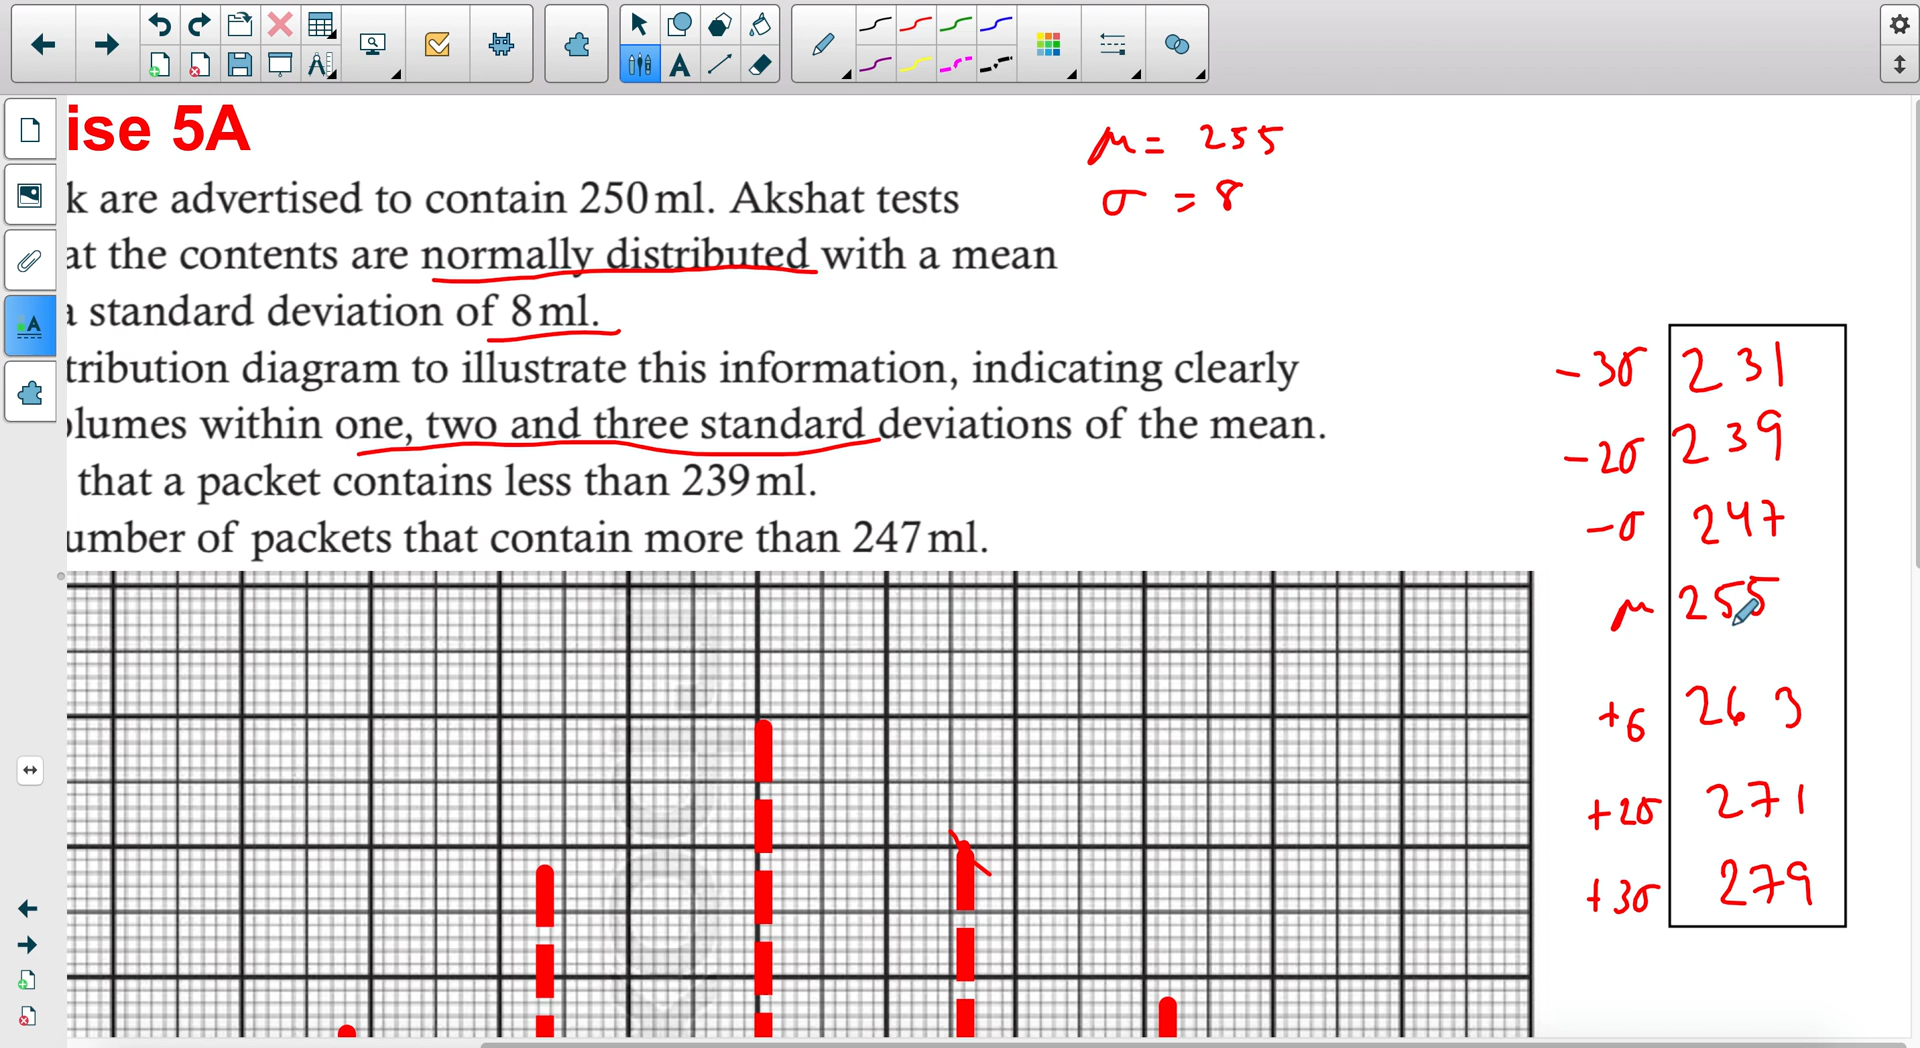 ise 5A
μ = 255
k are advertised to contain 250 ml. Akshat tests
σ = 8
at the contents are normally distributed with a mean
a standard deviation of 8 ml.
tribution diagram to illustrate this information, indicating clearly
olumes within one, two and three standard deviations of the mean.
that a packet contains less than 239 ml.
umber of packets that contain more than 247 ml.
-3σ 231
-2σ 239
-σ 247
μ 255
+6 263
+2σ 271
+3σ 279